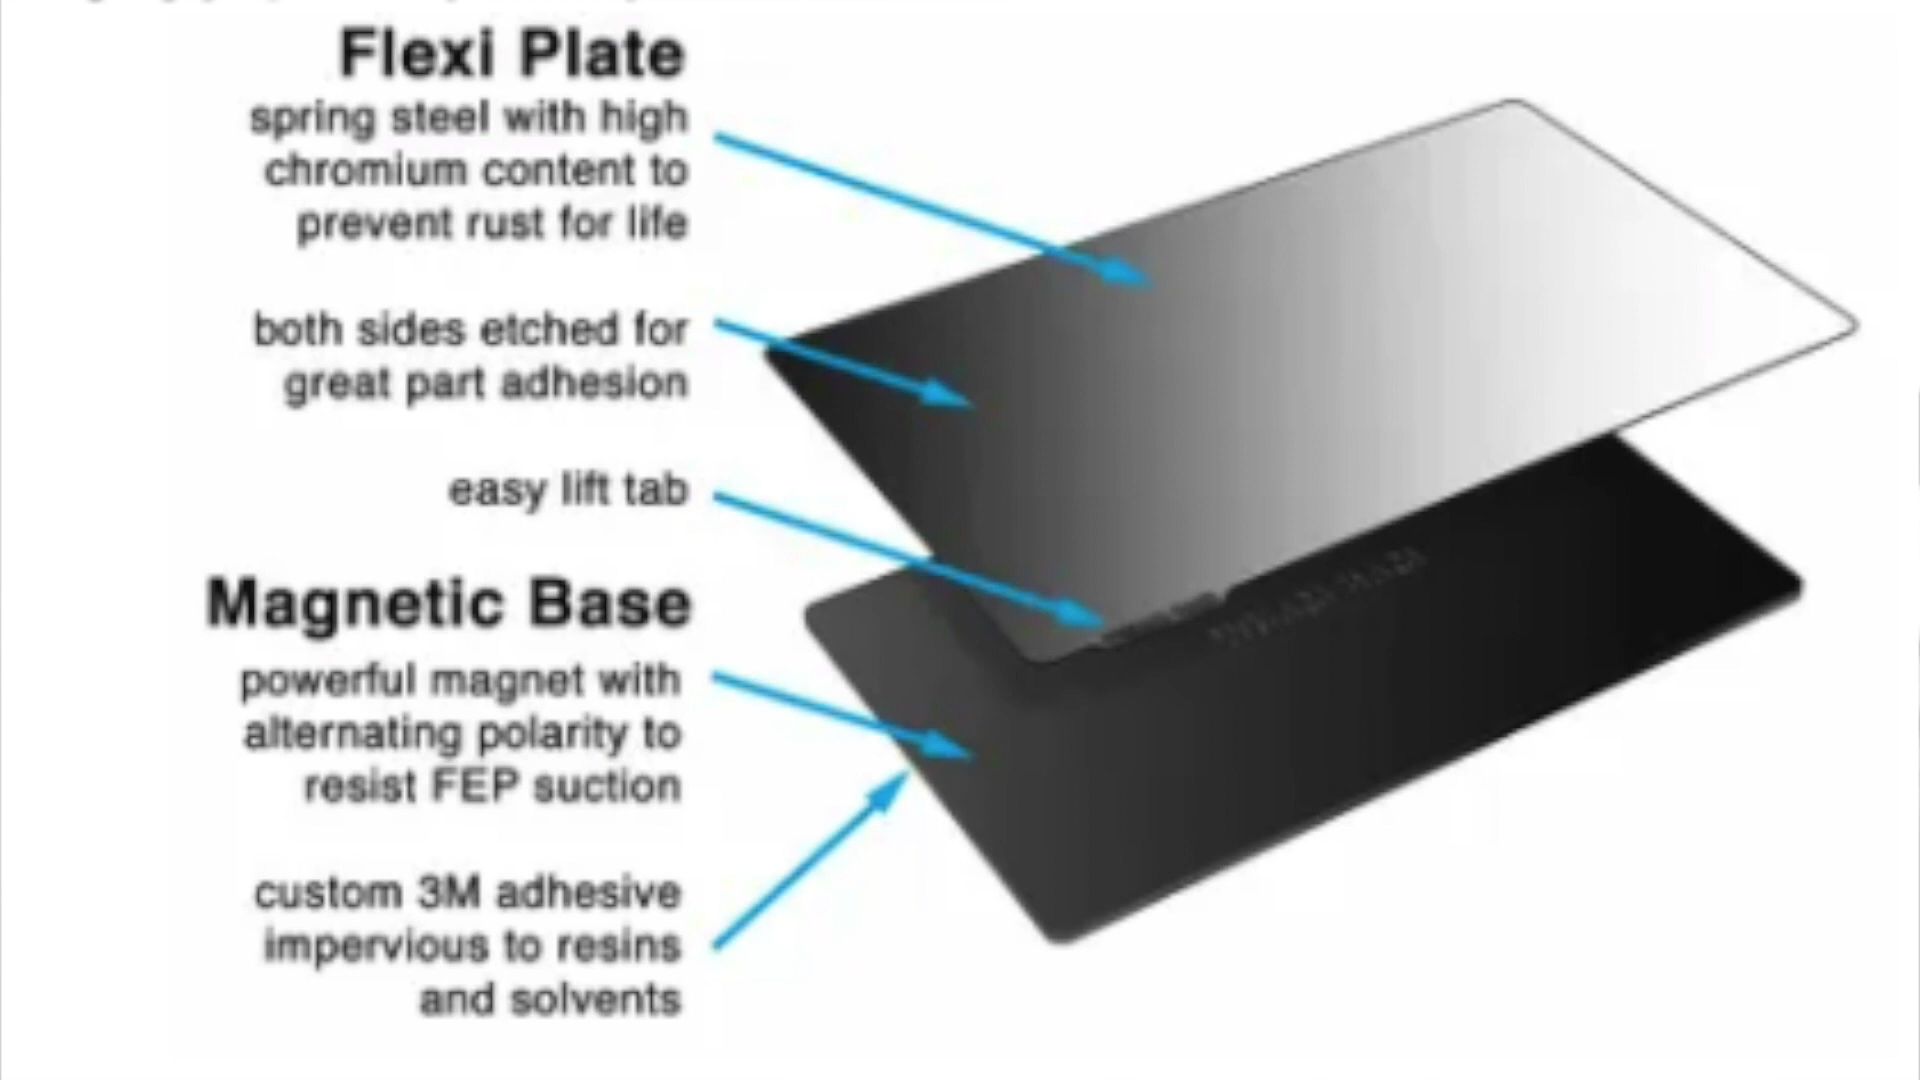 Flexi Plate
spring steel with high
chromium content to
prevent rust for life
both sides etched for
great part adhesion
easy lift tab
Magnetic Base
powerful magnet with
alternating polarity to
resist FEP suction
custom 3M adhesive
impervious to resins
and solvents